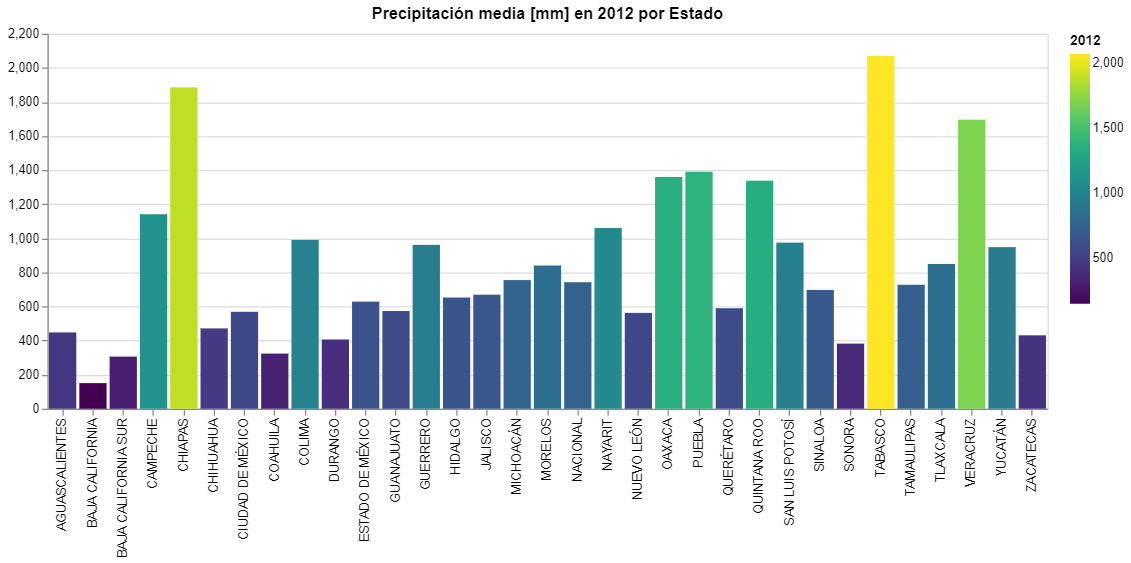 Precipitación media [mm] en 2012 por Estado
2,200
2,000
1,800
1,600
1,400
1,200
1,000
800
600
400
200
0
AGUASCALIENTES
BAJA CALIFORNIA
BAJA CALIFORNIA SUR
CAMPECHE
CHIAPAS
CHIHUAHUA
CIUDAD DE MÉXICO
COAHUILA
COLIMA
DURANGO
ESTADO DE MÉXICO
GUANAJUATO
GUERRERO
HIDALGO
JALISCO
MICHOACÁN
MORELOS
NACIONAL
NAYARIT
NUEVO LEÓN
OAXACA
PUEBLA
QUERÉTARO
QUINTANA ROO
SAN LUIS POTOSÍ
SINALOA
SONORA
TABASCO
TAMAULIPAS
TLAXCALA
VERACRUZ
YUCATÁN
ZACATECAS
2012
2,000
1,500
1,000
500